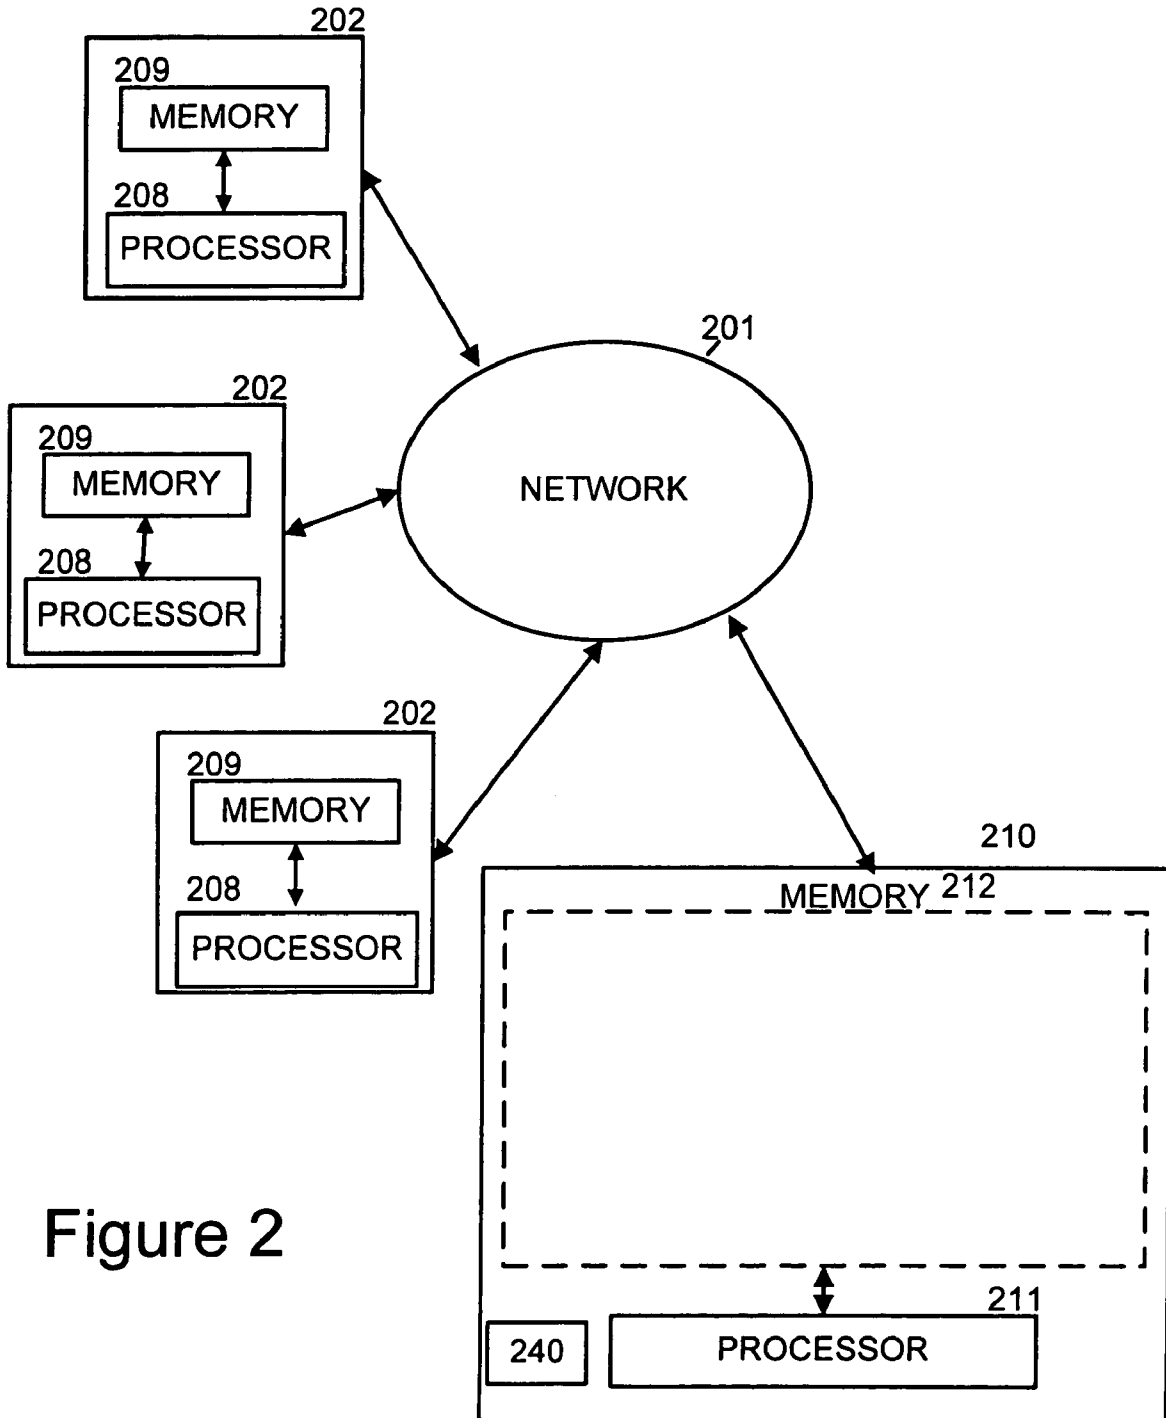 202
209
MEMORY
208
PROCESSOR
201
NETWORK
202
209
MEMORY
208
PROCESSOR
202
209
MEMORY
208
PROCESSOR
210
MEMORY 212
211
240
PROCESSOR
Figure 2